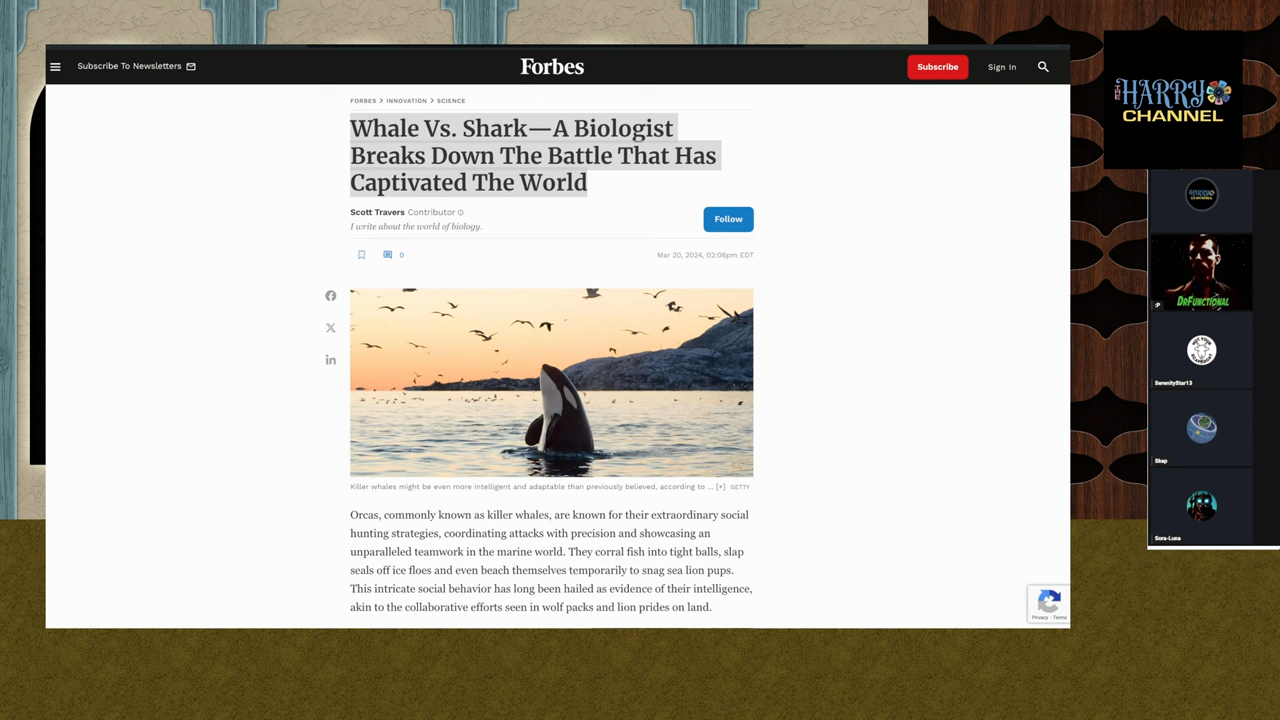 Subscribe To Newsletters
Forbes
Subscribe
Sign In
THE
HARRY
CHANNEL
FORBES > INNOVATION > SCIENCE
Whale Vs. Shark—A Biologist
Breaks Down The Battle That Has
Captivated The World
Scott Travers Contributor
I write about the world of biology.
Follow
0
Mar 20, 2024, 02:06pm EDT
Killer whales might be even more intelligent and adaptable than previously believed, according to ... [+] GETTY
Orcas, commonly known as killer whales, are known for their extraordinary social
hunting strategies, coordinating attacks with precision and showcasing an
unparalleled teamwork in the marine world. They corral fish into tight balls, slap
seals off ice floes and even beach themselves temporarily to snag sea lion pups.
This intricate social behavior has long been hailed as evidence of their intelligence,
akin to the collaborative efforts seen in wolf packs and lion prides on land.
Privacy - Terms
DRFUNCTIONAL
:P
SerenityStar13
Skap
Sora-Luna